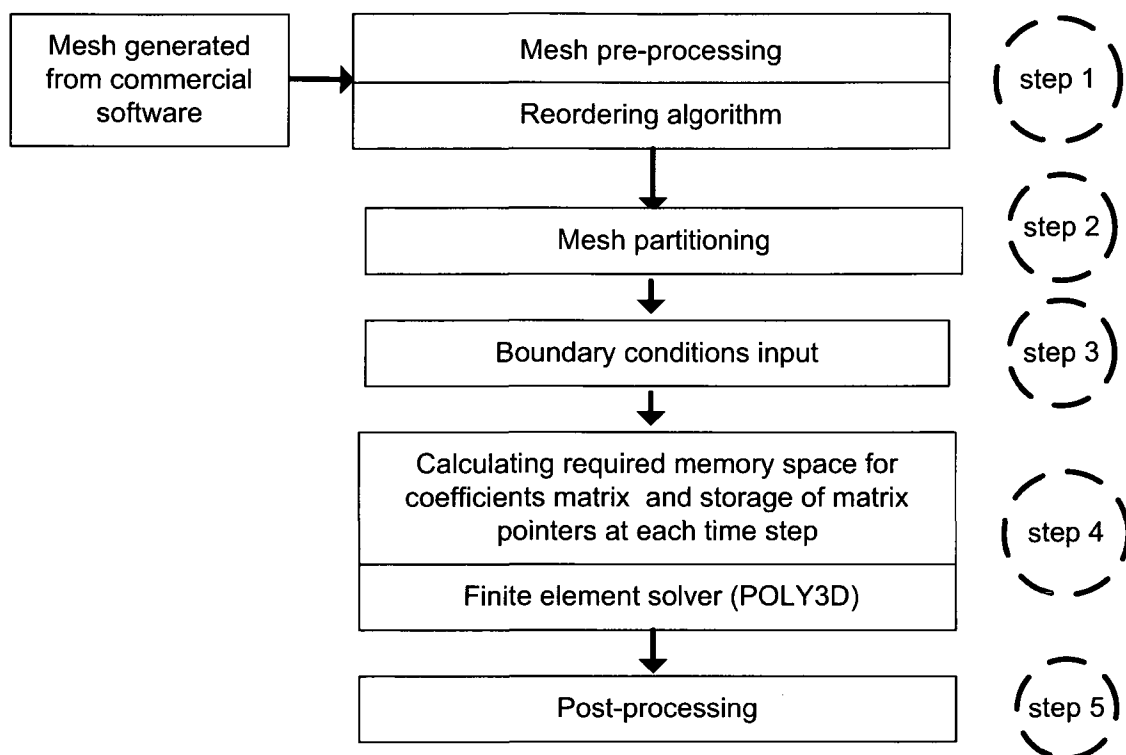 Mesh generated
from commercial
software
Mesh pre-processing
Reordering algorithm
step 1
Mesh partitioning
step 2
Boundary conditions input
step 3
Calculating required memory space for
coefficients matrix and storage of matrix
pointers at each time step
Finite element solver (POLY3D)
step 4
Post-processing
step 5